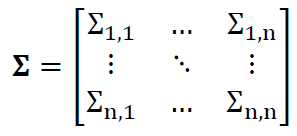 Σ = [ Σ1,1 … Σ1,n
⋮ ⋱ ⋮
Σn,1 … Σn,n ]